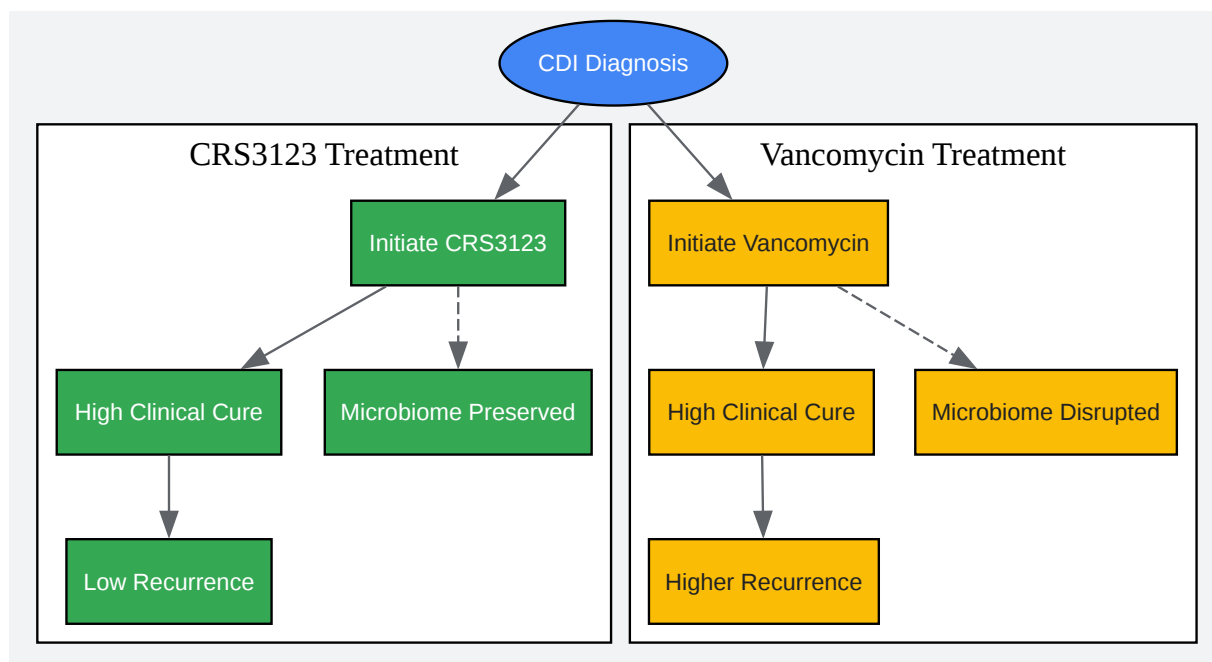 CDI Diagnosis
CRS3123 Treatment
Initiate CRS3123
High Clinical Cure
Microbiome Preserved
Low Recurrence
Vancomycin Treatment
Initiate Vancomycin
High Clinical Cure
Microbiome Disrupted
Higher Recurrence